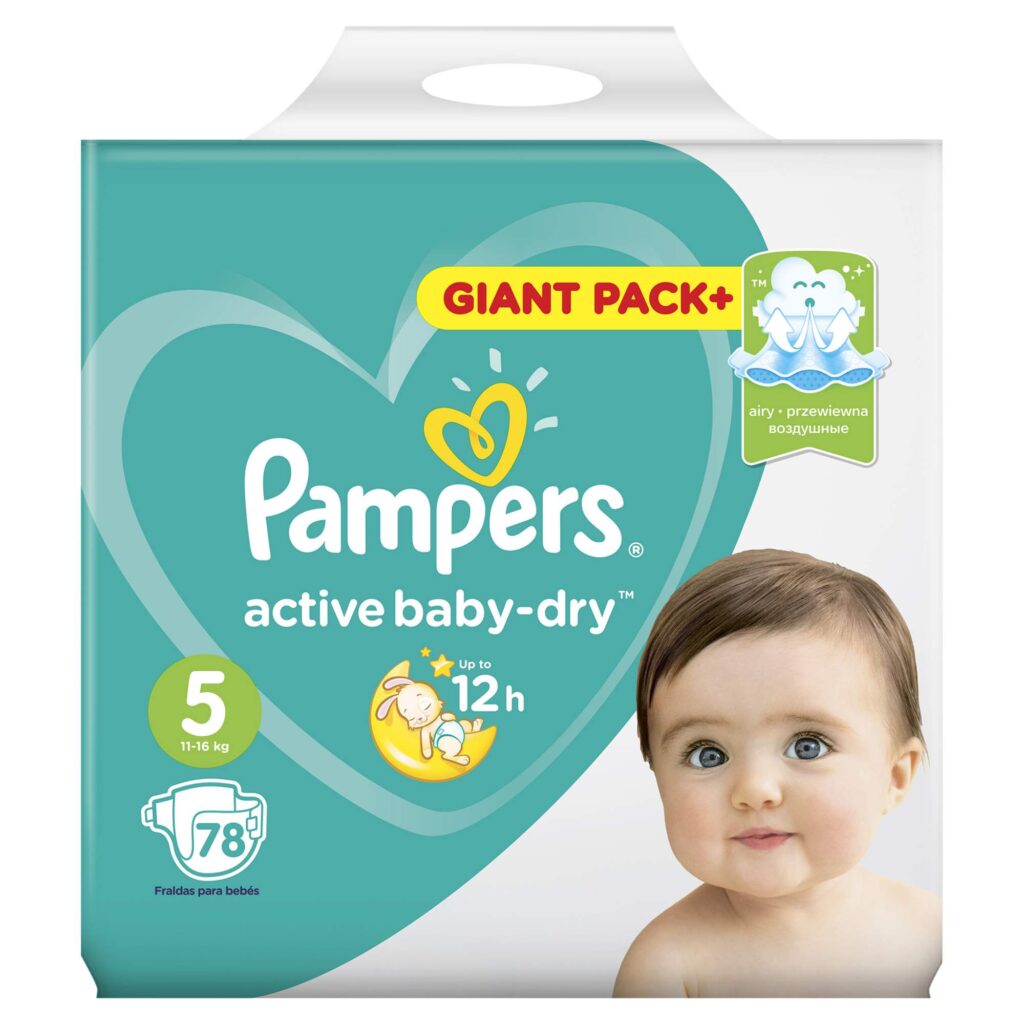 GIANT PACK+
TM
airy • przewiewna
воздушные
Pampers®
active baby-dry™
Up to
12h
5
11-16 kg
78
Fraldas para bebés